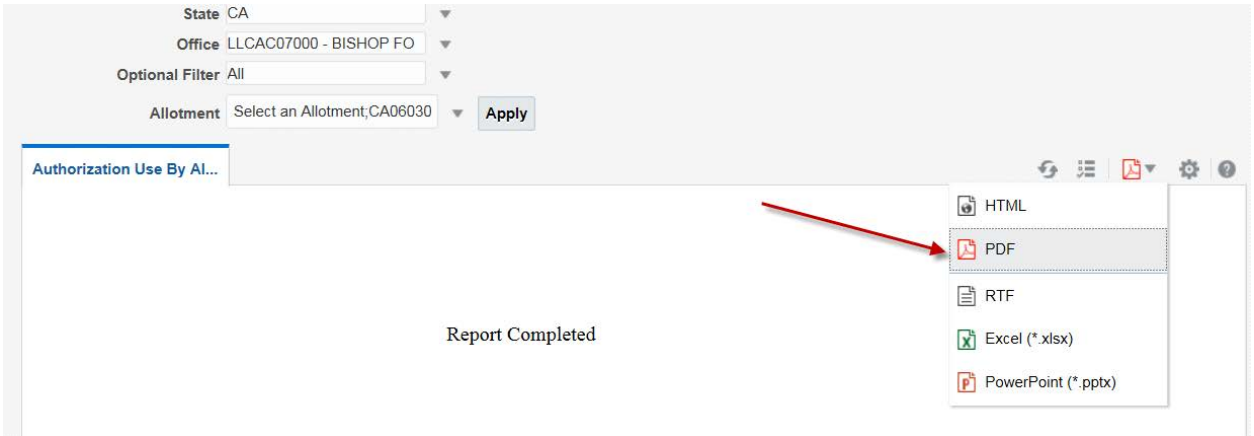 State CA
Office LLCAC07000 - BISHOP FO
Optional Filter All
Allotment Select an Allotment;CA06030 Apply
Authorization Use By Al...
HTML
PDF
RTF
Excel (*.xlsx)
PowerPoint (*.pptx)
Report Completed